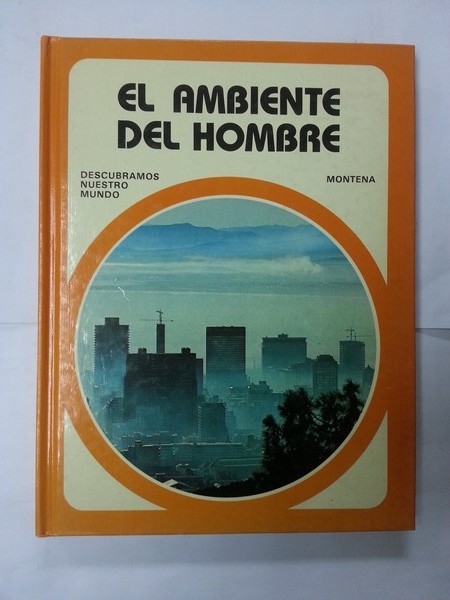 EL AMBIENTE
DEL HOMBRE
DESCUBRAMOS
NUESTRO
MUNDO
MONTENA